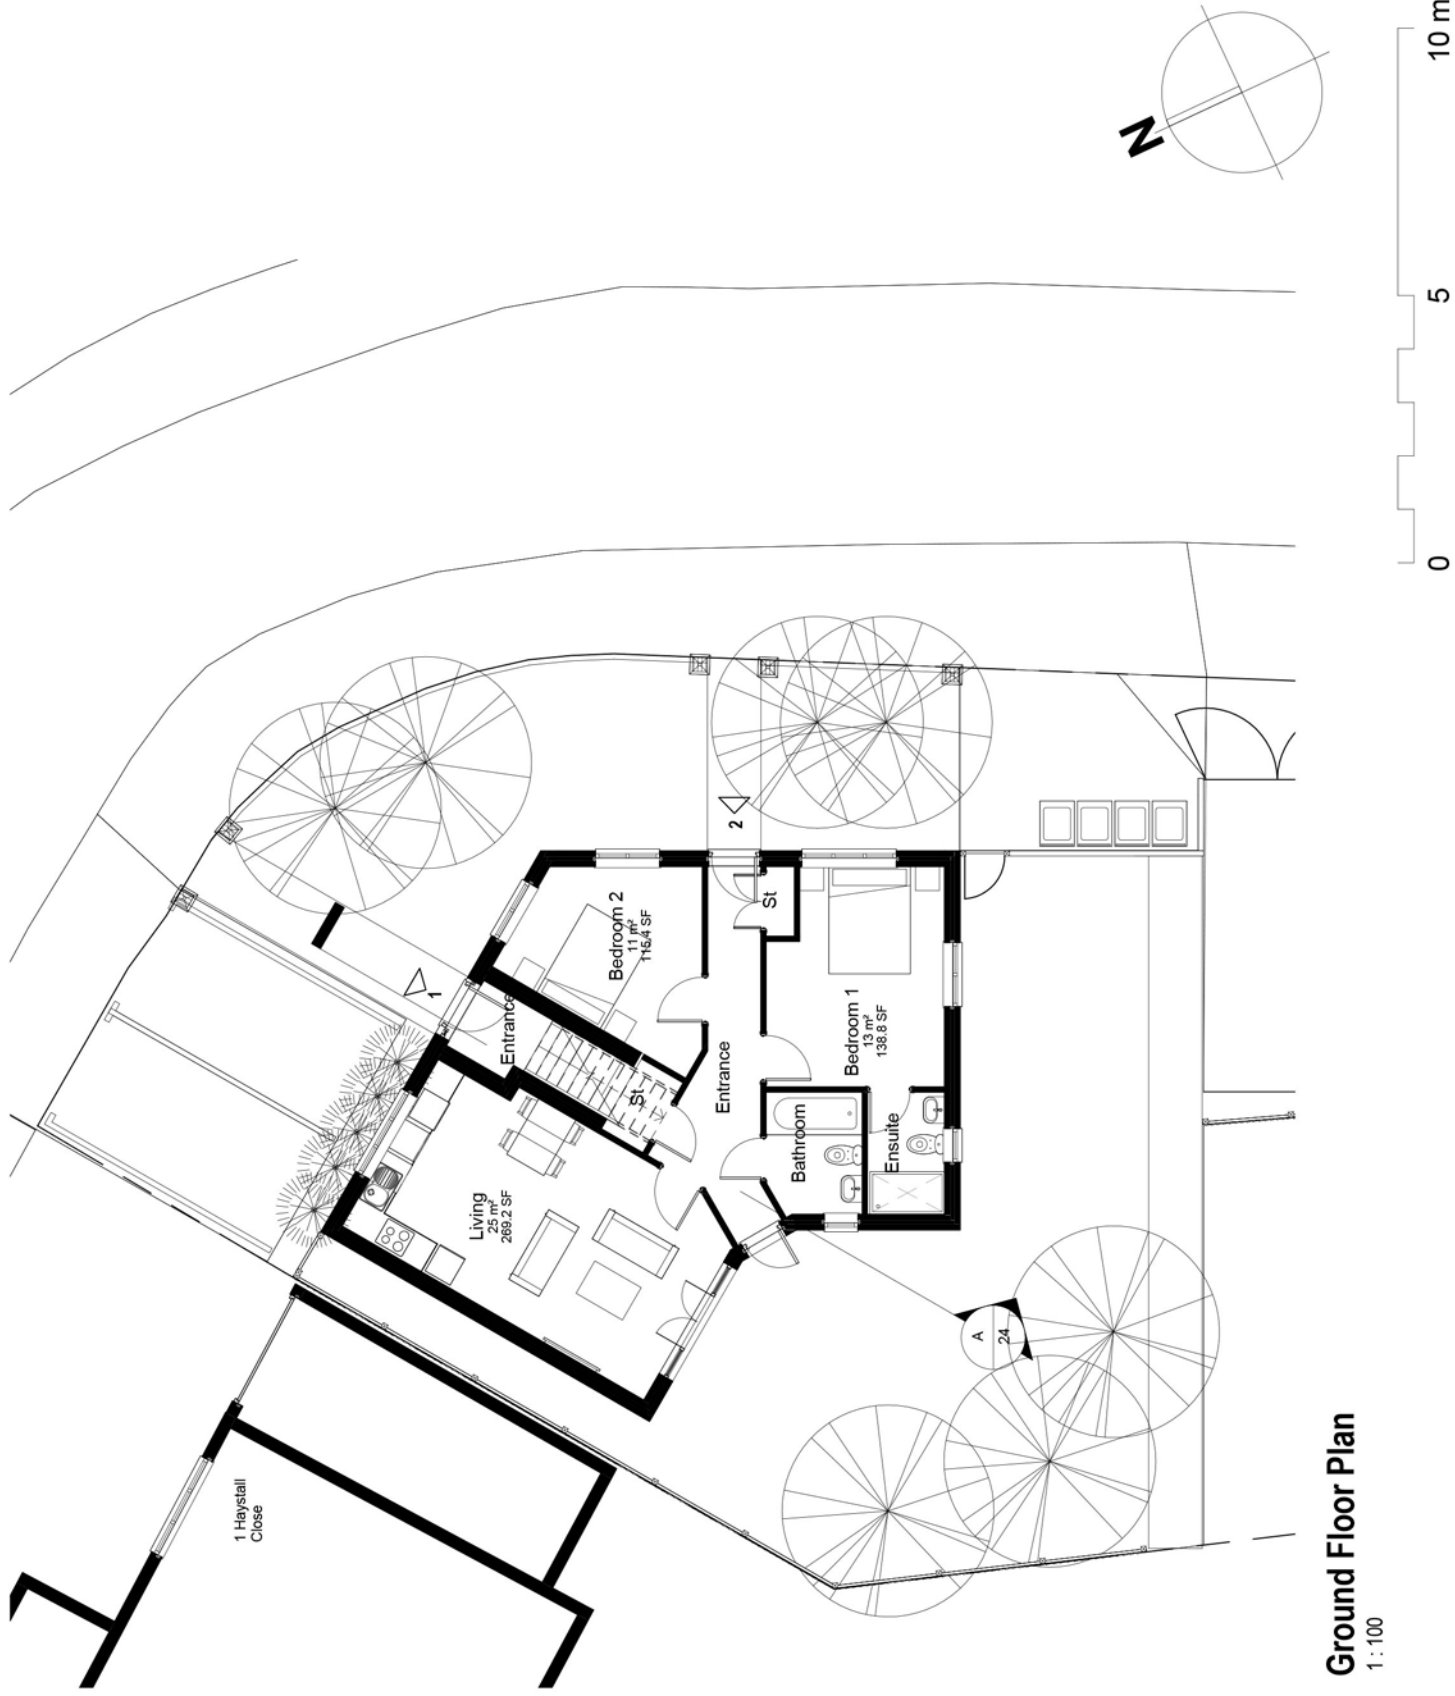 Ground Floor Plan
1 : 100
1 Haystall
Close
Living
25 m²
269.2 SF
Entrance
1
St
Bedroom 2
11 m²
115.4 SF
Entrance
2
St
Bathroom
Ensuite
Bedroom 1
13 m²
138.8 SF
A
24
N
0
5
10 m